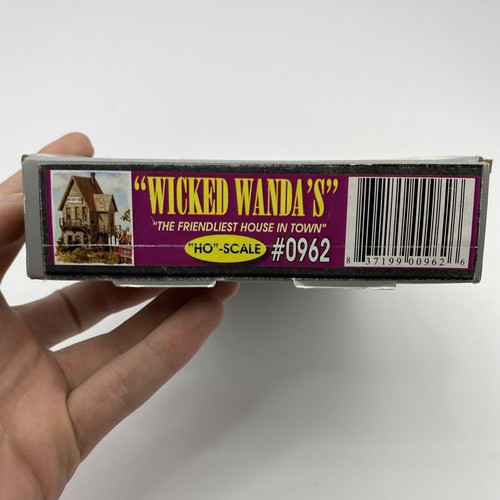 "WICKED WANDA'S"
"THE FRIENDLIEST HOUSE IN TOWN"
"HO"-SCALE #0962
8 37199 00962 6